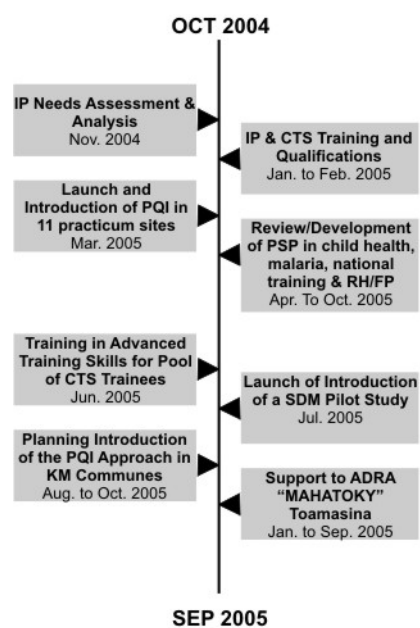 OCT 2004
IP Needs Assessment &
Analysis
Nov. 2004
IP & CTS Training and
Qualifications
Jan. to Feb. 2005
Launch and
Introduction of PQI in
11 practicum sites
Mar. 2005
Review/Development
of PSP in child health,
malaria, national
training & RH/FP
Apr. To Oct. 2005
Training in Advanced
Training Skills for Pool
of CTS Trainees
Jun. 2005
Launch of Introduction
of a SDM Pilot Study
Jul. 2005
Planning Introduction
of the PQI Approach in
KM Communes
Aug. to Oct. 2005
Support to ADRA
“MAHATOKY”
Toamasina
Jan. to Sep. 2005
SEP 2005